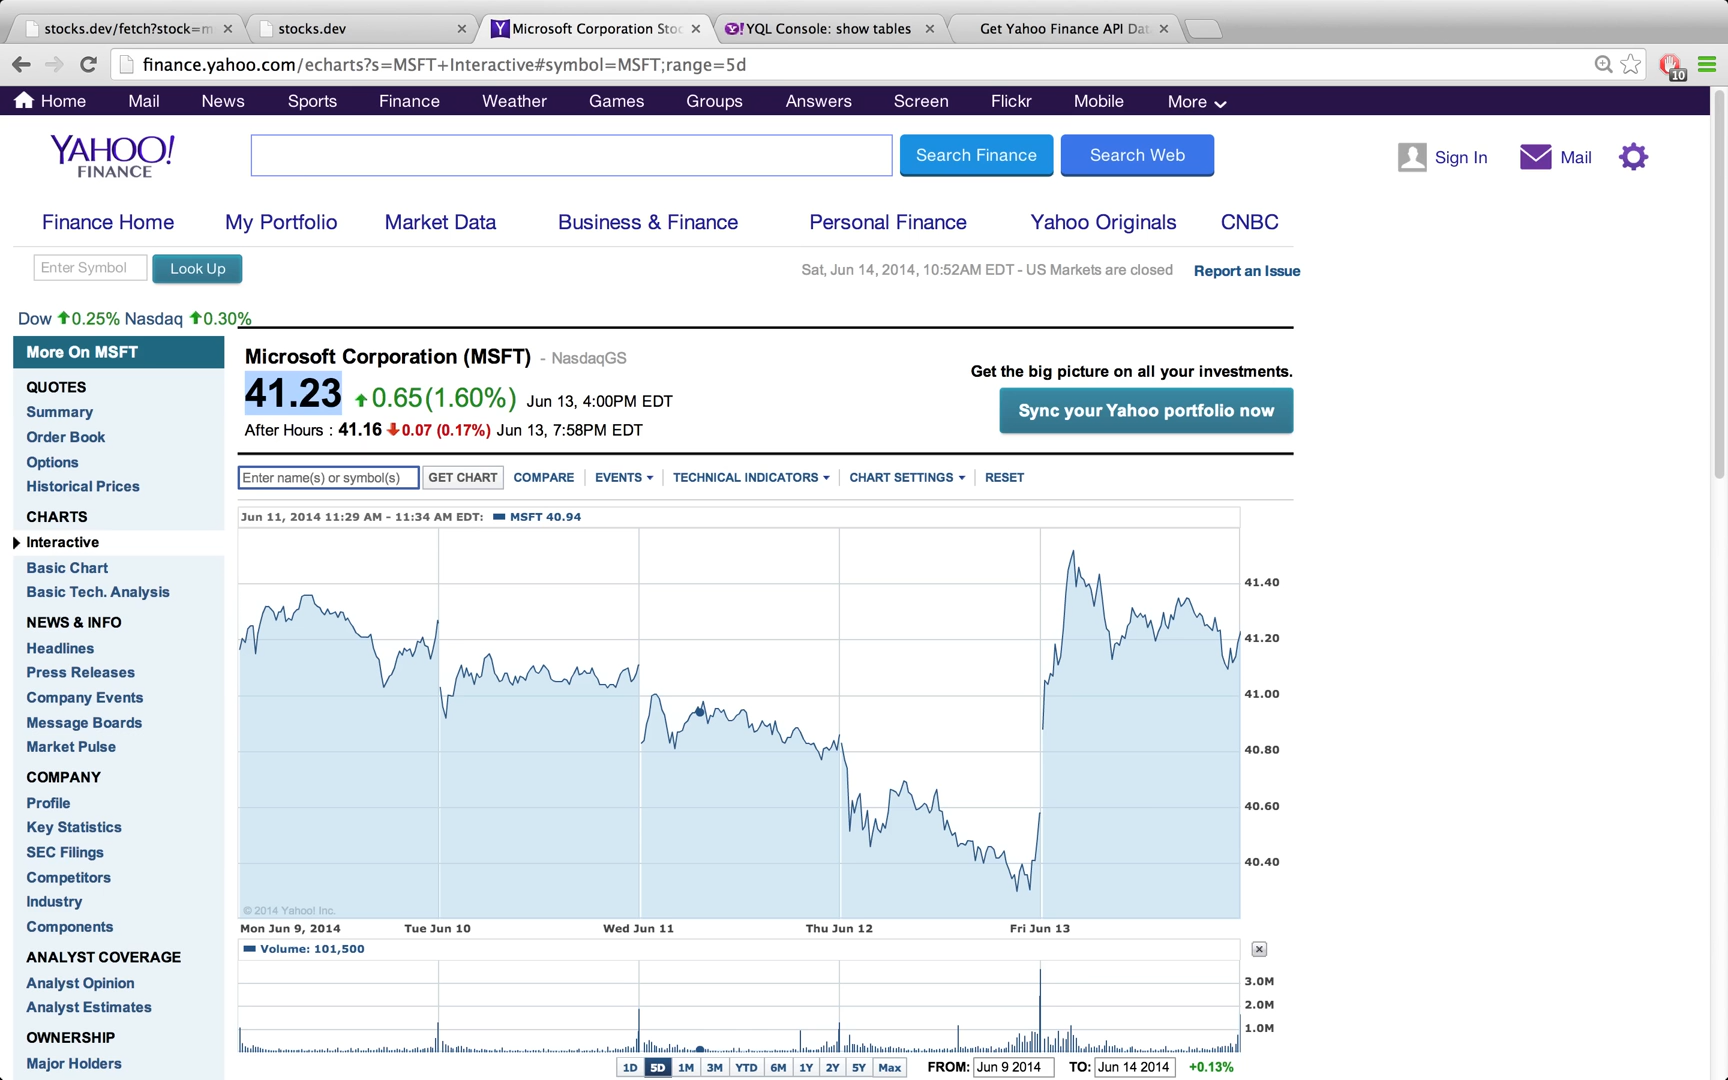 stocks.dev/fetch?stock=m
stocks.dev
Microsoft Corporation Stoc
YQL Console: show tables
Get Yahoo Finance API Dat
finance.yahoo.com/echarts?s=MSFT+Interactive#symbol=MSFT;range=5d
10
Home Mail News Sports Finance Weather Games Groups Answers Screen Flickr Mobile More
YAHOO!
FINANCE
Search Finance
Search Web
Sign In
Mail
Finance Home My Portfolio Market Data Business & Finance Personal Finance Yahoo Originals CNBC
Enter Symbol
Look Up
Sat, Jun 14, 2014, 10:52AM EDT - US Markets are closed
Report an Issue
Dow 0.25% Nasdaq 0.30%
More On MSFT
QUOTES
Summary
Order Book
Options
Historical Prices
CHARTS
Interactive
Basic Chart
Basic Tech. Analysis
NEWS & INFO
Headlines
Press Releases
Company Events
Message Boards
Market Pulse
COMPANY
Profile
Key Statistics
SEC Filings
Competitors
Industry
Components
ANALYST COVERAGE
Analyst Opinion
Analyst Estimates
OWNERSHIP
Major Holders
Microsoft Corporation (MSFT) - NasdaqGS
41.23 0.65(1.60%) Jun 13, 4:00PM EDT
After Hours : 41.16 0.07 (0.17%) Jun 13, 7:58PM EDT
Get the big picture on all your investments.
Sync your Yahoo portfolio now
Enter name(s) or symbol(s)
GET CHART
COMPARE
EVENTS
TECHNICAL INDICATORS
CHART SETTINGS
RESET
Jun 11, 2014 11:29 AM - 11:34 AM EDT: MSFT 40.94
41.40
41.20
41.00
40.80
40.60
40.40
© 2014 Yahoo! Inc.
Mon Jun 9, 2014 Tue Jun 10 Wed Jun 11 Thu Jun 12 Fri Jun 13
Volume: 101,500
3.0M
2.0M
1.0M
1D 5D 1M 3M YTD 6M 1Y 2Y 5Y Max
FROM: Jun 9 2014 TO: Jun 14 2014 +0.13%